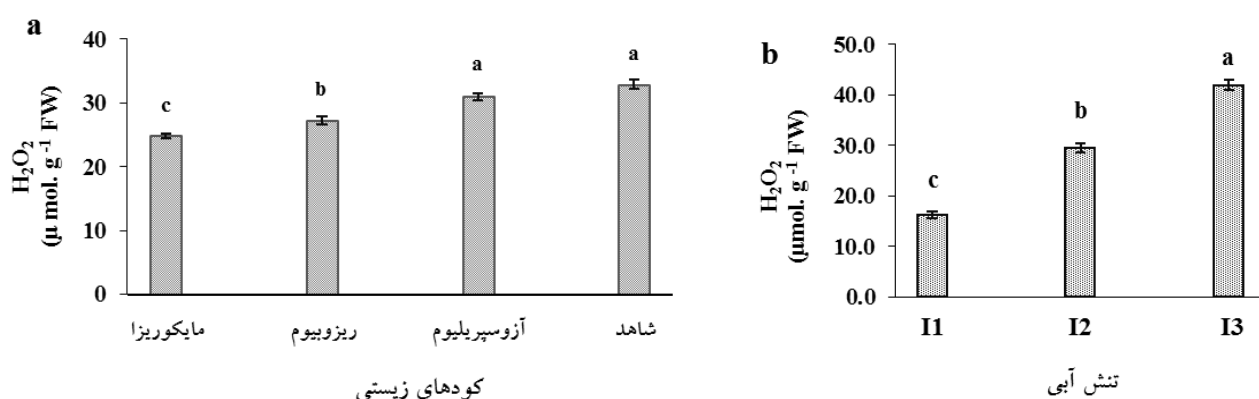 a
H₂O₂
(µ mol. g ⁻¹ FW)
40
30
20
10
0
c
b
a
a
مایکوریزا
ریزوبیوم
آزوسپریلیوم
شاهد
کودهای زیستی
b
H₂O₂
(µmol. g ⁻¹ FW)
50.0
40.0
30.0
20.0
10.0
0.0
c
b
a
I1
I2
I3
تنش آبی